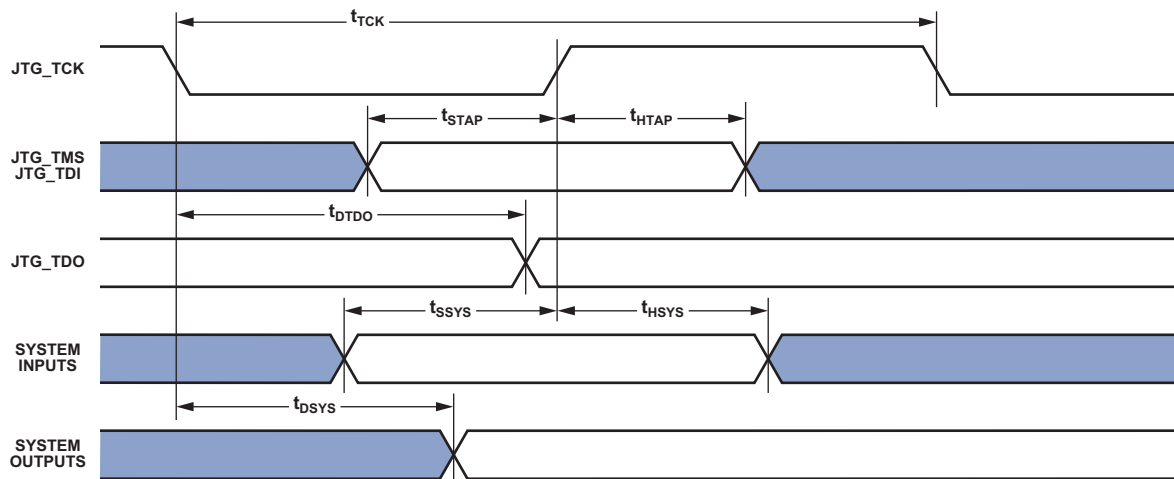 tTCK
JTG_TCK
tSTAP
tHTAP
JTG_TMS
JTG_TDI
tDTDO
JTG_TDO
tSSYS
tHSYS
SYSTEM
INPUTS
tDSYS
SYSTEM
OUTPUTS